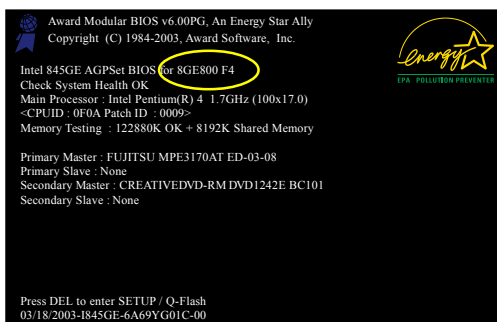 Award Modular BIOS v6.00PG, An Energy Star Ally
Copyright (C) 1984-2003, Award Software, Inc.
energy
EPA POLLUTION PREVENTER
Intel 845GE AGPSet BIOS for 8GE800 F4
Check System Health OK
Main Processor : Intel Pentium(R) 4 1.7GHz (100x17.0)
<CPUID : 0F0A Patch ID : 0009>
Memory Testing : 122880K OK + 8192K Shared Memory
Primary Master : FUJITSU MPE3170AT ED-03-08
Primary Slave : None
Secondary Master : CREATIVEDVD-RM DVD1242E BC101
Secondary Slave : None
Press DEL to enter SETUP / Q-Flash
03/18/2003-I845GE-6A69YG01C-00